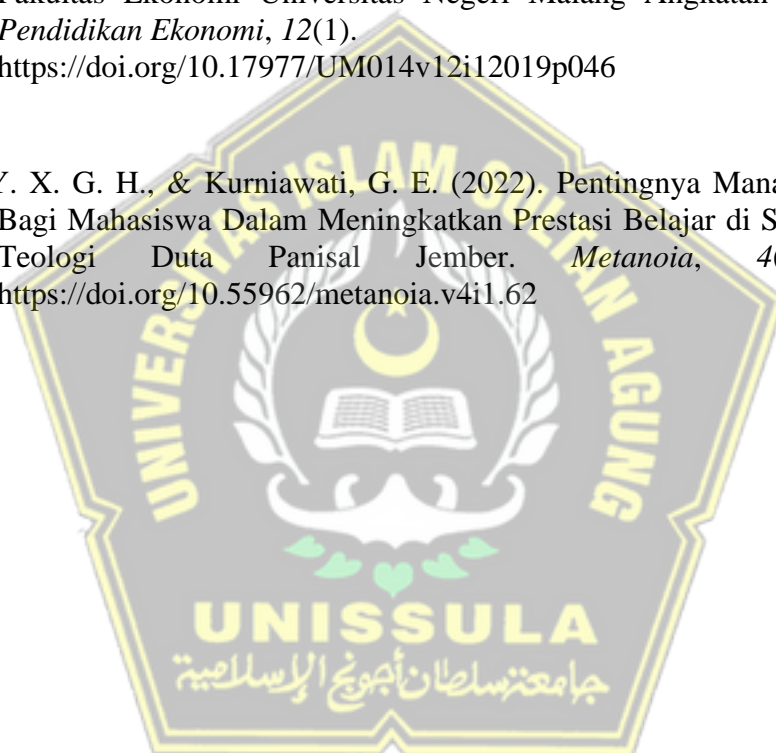 Fakultas Ekonomi Universitas Negeri Malang Angkatan
Pendidikan Ekonomi, 12(1).
https://doi.org/10.17977/UM014v12i12019p046
Y. X. G. H., & Kurniawati, G. E. (2022). Pentingnya Mana
Bagi Mahasiswa Dalam Meningkatkan Prestasi Belajar di S
Teologi Duta Panisal Jember. Metanoia, 4(
https://doi.org/10.55962/metanoia.v4i1.62
UNIVERSITAS ISLAM SULTAN AGUNG
UNISSULA
جامعة سلطان أجونج الإسلامية